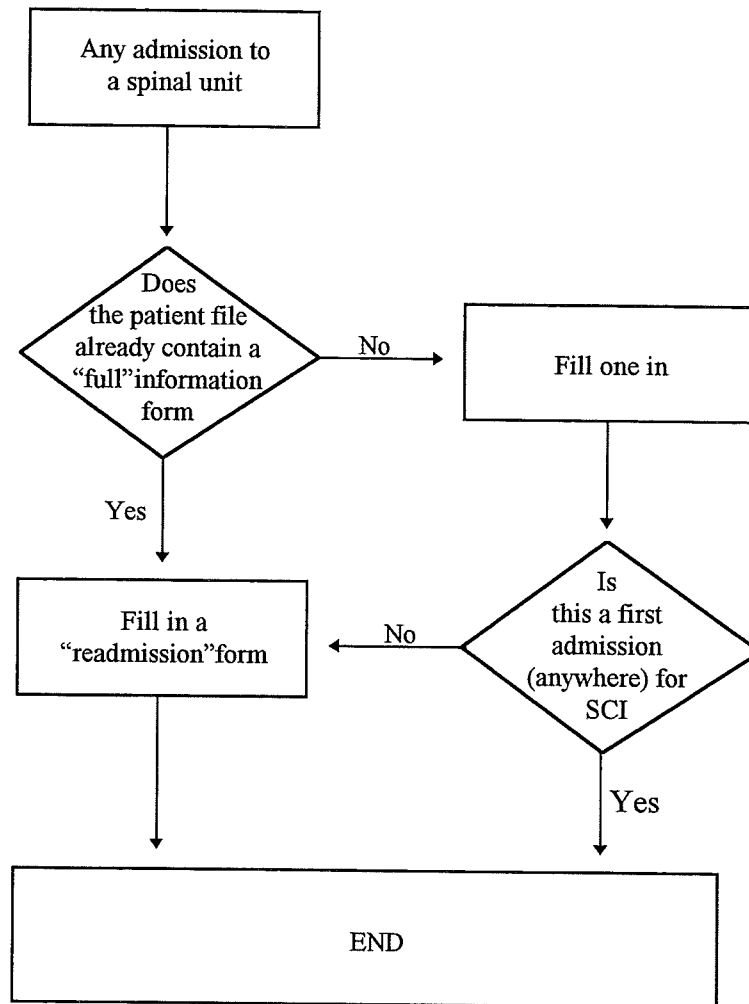 Any admission to
a spinal unit
Does
the patient file
already contain a
“full”information
form
No
Fill one in
Yes
Fill in a
“readmission”form
No
Is
this a first
admission
(anywhere) for
SCI
Yes
END